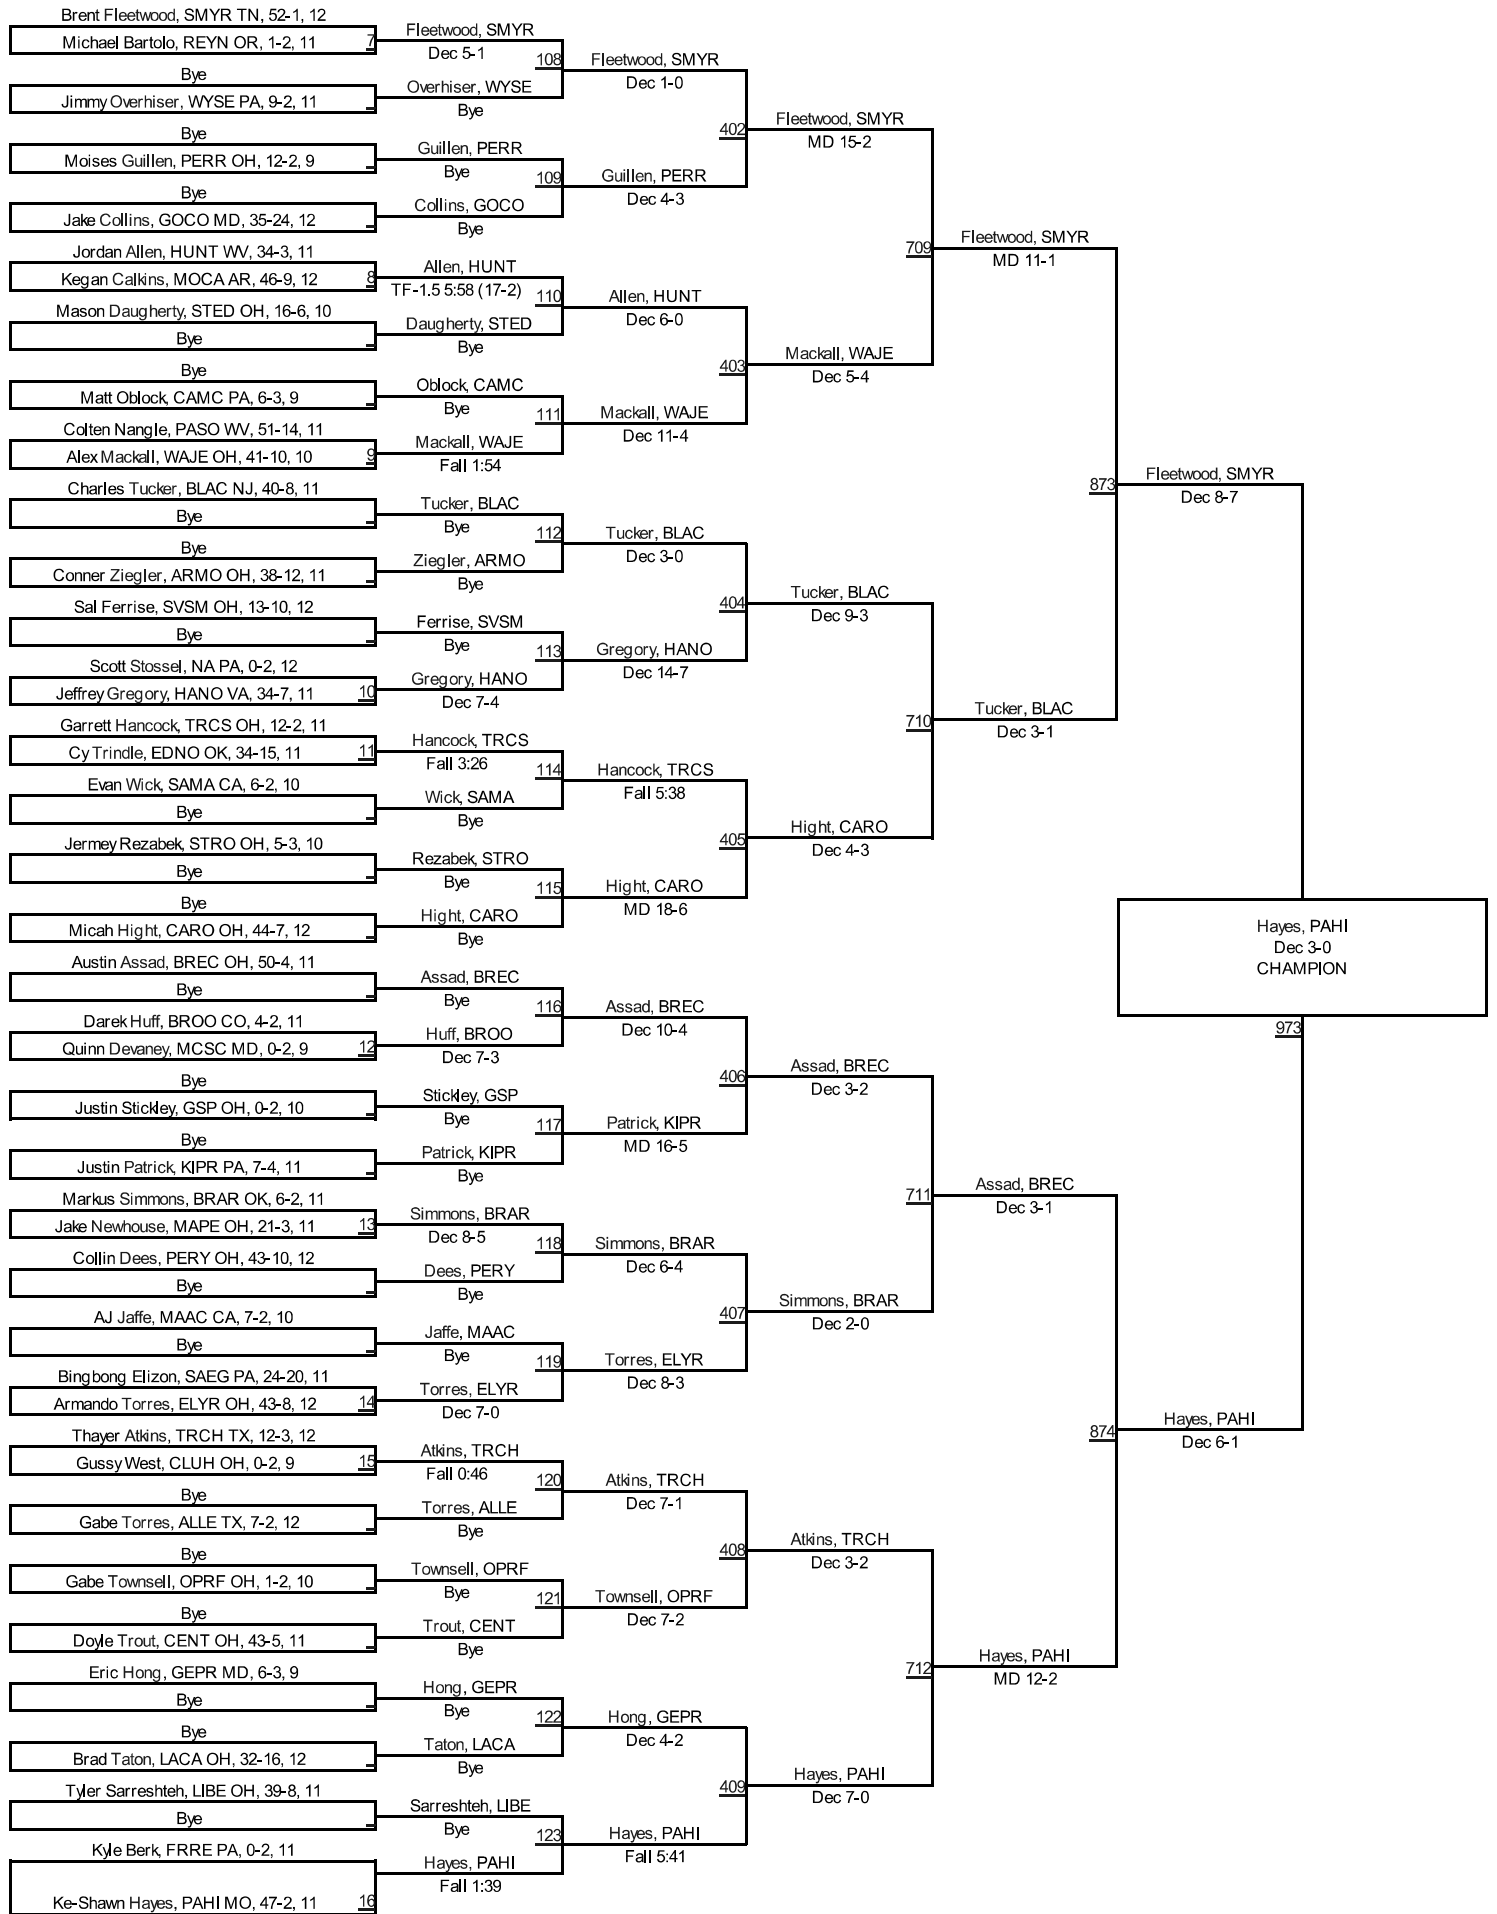 Brent Fleetwood, SMYR TN, 52-1, 12
Michael Bartolo, REYN OR, 1-2, 11
7
Bye
Jimmy Overhiser, WYSE PA, 9-2, 11
Bye
Moises Guillen, PERR OH, 12-2, 9
Bye
Jake Collins, GOCO MD, 35-24, 12
Jordan Allen, HUNT WV, 34-3, 11
Kegan Calkins, MOCA AR, 46-9, 12
8
Mason Daugherty, STED OH, 16-6, 10
Bye
Bye
Matt Oblock, CAMC PA, 6-3, 9
Colten Nangle, PASO WV, 51-14, 11
Alex Mackall, WAJE OH, 41-10, 10
9
Charles Tucker, BLAC NJ, 40-8, 11
Bye
Bye
Conner Ziegler, ARMO OH, 38-12, 11
Sal Ferrise, SVSM OH, 13-10, 12
Bye
Scott Stossel, NA PA, 0-2, 12
Jeffrey Gregory, HANO VA, 34-7, 11
10
Garrett Hancock, TRCS OH, 12-2, 11
Cy Trindle, EDNO OK, 34-15, 11
11
Evan Wick, SAMA CA, 6-2, 10
Bye
Jermey Rezabek, STRO OH, 5-3, 10
Bye
Bye
Micah Hight, CARO OH, 44-7, 12
Austin Assad, BREC OH, 50-4, 11
Bye
Darek Huff, BROO CO, 4-2, 11
Quinn Devaney, MCSC MD, 0-2, 9
12
Bye
Justin Stickley, GSP OH, 0-2, 10
Bye
Justin Patrick, KIPR PA, 7-4, 11
Markus Simmons, BRAR OK, 6-2, 11
Jake Newhouse, MAPE OH, 21-3, 11
13
Collin Dees, PERY OH, 43-10, 12
Bye
AJ Jaffe, MAAC CA, 7-2, 10
Bye
Bingbong Elizon, SAEG PA, 24-20, 11
Armando Torres, ELYR OH, 43-8, 12
14
Thayer Atkins, TRCH TX, 12-3, 12
Gussy West, CLUH OH, 0-2, 9
15
Bye
Gabe Torres, ALLE TX, 7-2, 12
Bye
Gabe Townsell, OPRF OH, 1-2, 10
Bye
Doyle Trout, CENT OH, 43-5, 11
Eric Hong, GEPR MD, 6-3, 9
Bye
Bye
Brad Taton, LACA OH, 32-16, 12
Tyler Sarreshteh, LIBE OH, 39-8, 11
Bye
Kyle Berk, FRRE PA, 0-2, 11
Ke-Shawn Hayes, PAHI MO, 47-2, 11
16
Fleetwood, SMYR
Dec 5-1
108
Overhiser, WYSE
Bye
Guillen, PERR
Bye
109
Collins, GOCO
Bye
Allen, HUNT
TF-1.5 5:58 (17-2)
110
Daugherty, STED
Bye
Oblock, CAMC
Bye
111
Mackall, WAJE
Fall 1:54
Tucker, BLAC
Bye
112
Ziegler, ARMO
Bye
Ferrise, SVSM
Bye
113
Gregory, HANO
Dec 7-4
Hancock, TRCS
Fall 3:26
114
Wick, SAMA
Bye
Rezabek, STRO
Bye
115
Hight, CARO
Bye
Assad, BREC
Bye
116
Huff, BROO
Dec 7-3
Stickley, GSP
Bye
117
Patrick, KIPR
Bye
Simmons, BRAR
Dec 8-5
118
Dees, PERY
Bye
Jaffe, MAAC
Bye
119
Torres, ELYR
Dec 7-0
Atkins, TRCH
Fall 0:46
120
Torres, ALLE
Bye
Townsell, OPRF
Bye
121
Trout, CENT
Bye
Hong, GEPR
Bye
122
Taton, LACA
Bye
Sarreshteh, LIBE
Bye
123
Hayes, PAHI
Fall 1:39
Fleetwood, SMYR
Dec 1-0
402
Guillen, PERR
Dec 4-3
Allen, HUNT
Dec 6-0
403
Mackall, WAJE
Dec 11-4
Tucker, BLAC
Dec 3-0
404
Gregory, HANO
Dec 14-7
Hancock, TRCS
Fall 5:38
405
Hight, CARO
MD 18-6
Assad, BREC
Dec 10-4
406
Patrick, KIPR
MD 16-5
Simmons, BRAR
Dec 6-4
407
Torres, ELYR
Dec 8-3
Atkins, TRCH
Dec 7-1
408
Townsell, OPRF
Dec 7-2
Hong, GEPR
Dec 4-2
409
Hayes, PAHI
Fall 5:41
Fleetwood, SMYR
MD 15-2
709
Mackall, WAJE
Dec 5-4
Tucker, BLAC
Dec 9-3
710
Hight, CARO
Dec 4-3
Assad, BREC
Dec 3-2
711
Simmons, BRAR
Dec 2-0
Atkins, TRCH
Dec 3-2
712
Hayes, PAHI
Dec 7-0
Fleetwood, SMYR
MD 11-1
873
Tucker, BLAC
Dec 3-1
Assad, BREC
Dec 3-1
874
Hayes, PAHI
MD 12-2
Fleetwood, SMYR
Dec 8-7
Hayes, PAHI
Dec 6-1
Hayes, PAHI
Dec 3-0
CHAMPION
973